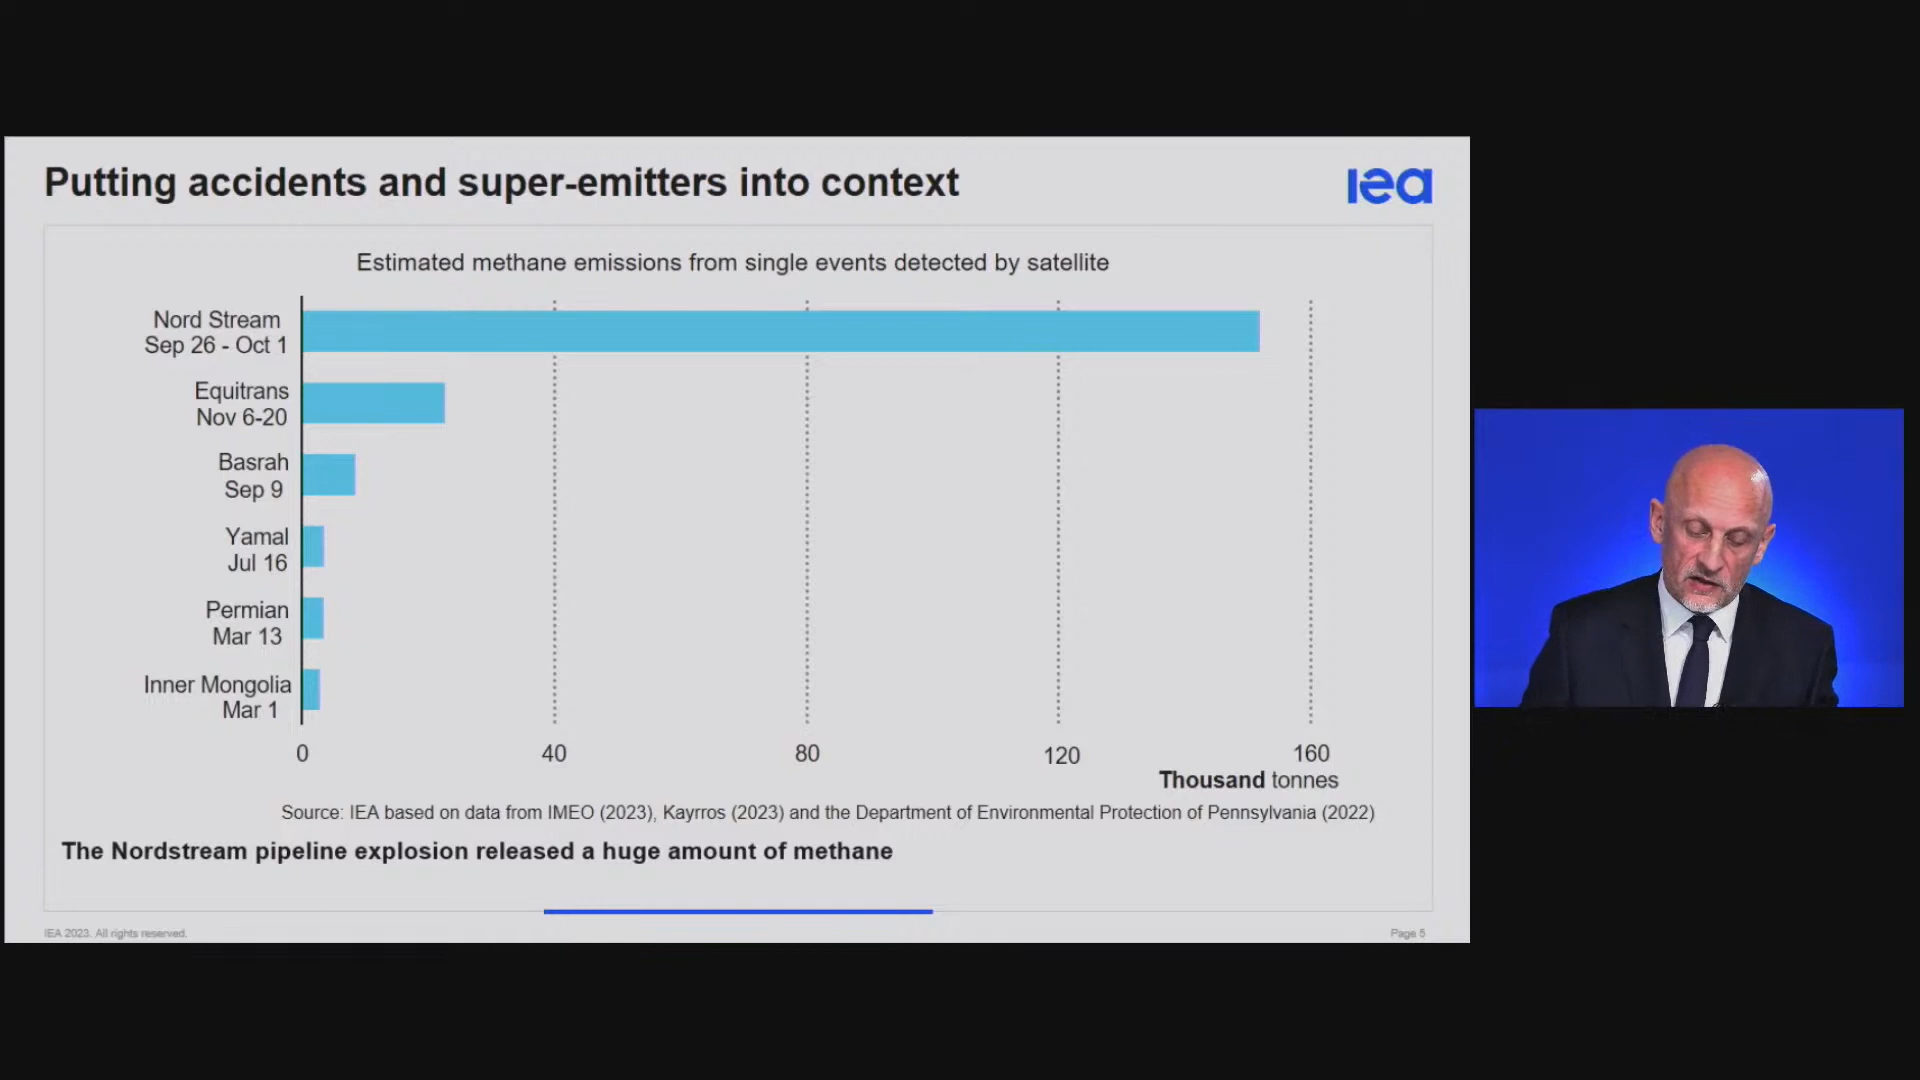 Putting accidents and super-emitters into context
iea
Estimated methane emissions from single events detected by satellite
Nord Stream
Sep 26 - Oct 1
Equitrans
Nov 6-20
Basrah
Sep 9
Yamal
Jul 16
Permian
Mar 13
Inner Mongolia
Mar 1
0 40 80 120 160
Thousand tonnes
Source: IEA based on data from IMEO (2023), Kayrros (2023) and the Department of Environmental Protection of Pennsylvania (2022)
The Nordstream pipeline explosion released a huge amount of methane
IEA 2023. All rights reserved.
Page 5